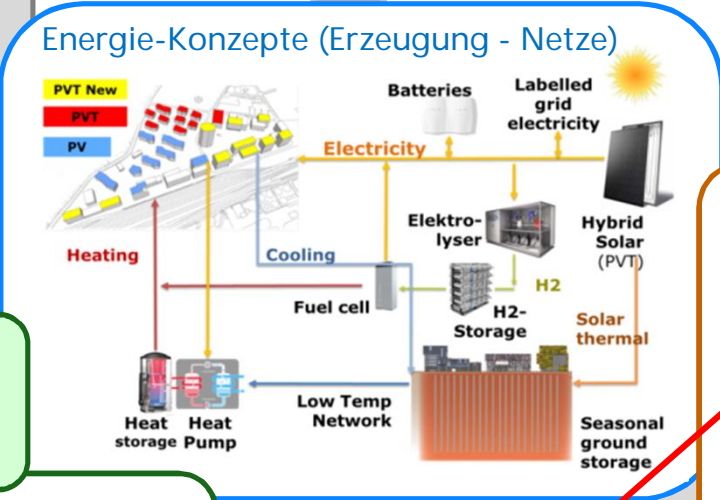 Energie-Konzepte (Erzeugung - Netze)
PVT New
PVT
PV
Batteries
Labelled
grid
electricity
Electricity
Elektro-
lyser
Hybrid
Solar
(PVT)
Heating
Cooling
Fuel cell
H2
H2-
Storage
Solar
thermal
Low Temp
Network
Heat
storage
Heat
Pump
Seasonal
ground
storage